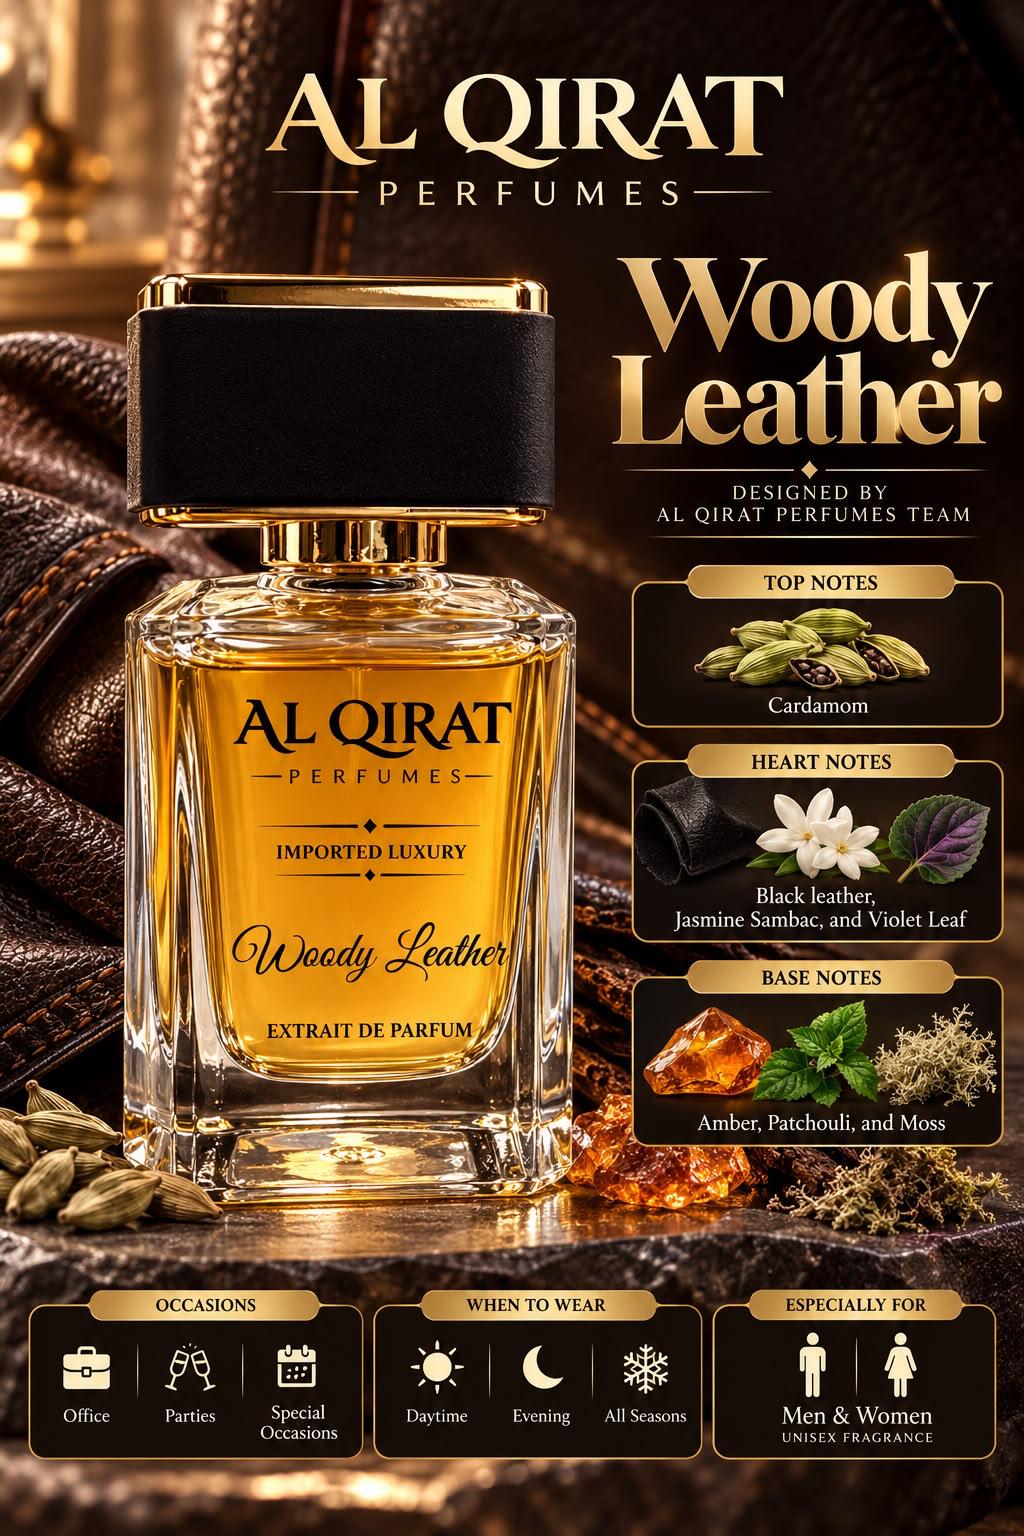 AL QIRAT
PERFUMES
Woody
Leather
DESIGNED BY
AL QIRAT PERFUMES TEAM
TOP NOTES
Cardamom
HEART NOTES
Black leather,
Jasmine Sambac, and Violet Leaf
BASE NOTES
Amber, Patchouli, and Moss
AL QIRAT
PERFUMES
IMPORTED LUXURY
Woody Leather
EXTRAIT DE PARFUM
OCCASIONS
Office
Parties
Special
Occasions
WHEN TO WEAR
Daytime
Evening
All Seasons
ESPECIALLY FOR
Men & Women
UNISEX FRAGRANCE